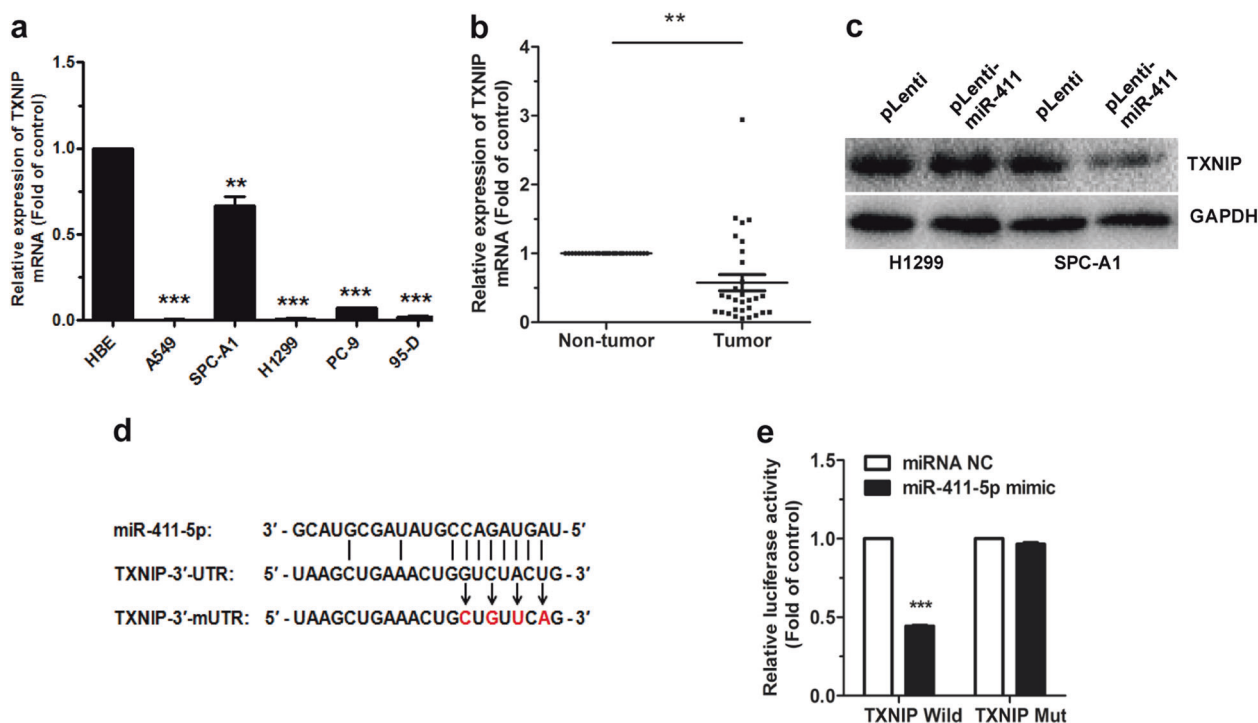 a
Relative expression of TXNIP
mRNA (Fold of control)
1.5
1.0
0.5
0.0
**
***
***
***
***
HBE
A549
SPC-A1
H1299
PC-9
95-D
b
Relative expression of TXNIP
mRNA (Fold of control)
**
4
3
2
1
0
Non-tumor
Tumor
c
pLenti
pLenti-
miR-411
pLenti
pLenti-
miR-411
TXNIP
GAPDH
H1299
SPC-A1
d
miR-411-5p: 3′ - GCAUGCGAUAUGCCAGAUGAU- 5′
TXNIP-3′-UTR: 5′ - UAAGCUGAAACUGGUCUACUG - 3′
TXNIP-3′-mUTR: 5′ - UAAGCUGAAACUGCUGUUCAG - 3′
e
Relative luciferase activity
(Fold of control)
1.5
1.0
0.5
0.0
miRNA NC
miR-411-5p mimic
***
TXNIP Wild
TXNIP Mut